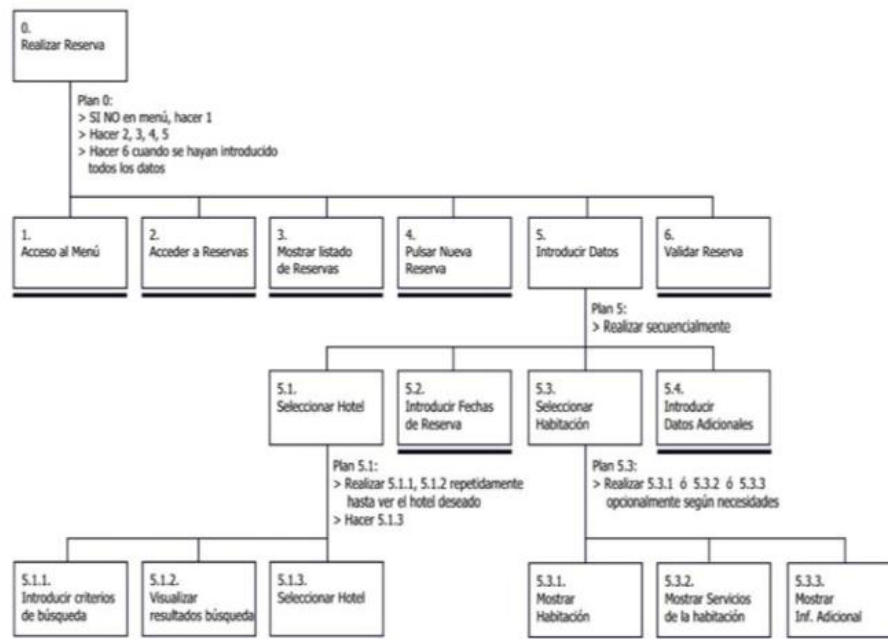 0.
Realizar Reserva
Plan 0:
> SI NO en menú, hacer 1
> Hacer 2, 3, 4, 5
> Hacer 6 cuando se hayan introducido
todos los datos
1.
Acceso al Menú
2.
Acceder a Reservas
3.
Mostrar listado
de Reservas
4.
Pulsar Nueva
Reserva
5.
Introducir Datos
6.
Validar Reserva
Plan 5:
> Realizar secuencialmente
5.1.
Seleccionar Hotel
5.2.
Introducir Fechas
de Reserva
5.3.
Seleccionar
Habitación
5.4.
Introducir
Datos Adicionales
Plan 5.1:
> Realizar 5.1.1, 5.1.2 repetidamente
hasta ver el hotel deseado
> Hacer 5.1.3
Plan 5.3:
> Realizar 5.3.1 ó 5.3.2 ó 5.3.3
opcionalmente según necesidades
5.1.1.
Introducir criterios
de búsqueda
5.1.2.
Visualizar
resultados búsqueda
5.1.3.
Seleccionar Hotel
5.3.1.
Mostrar
Habitación
5.3.2.
Mostrar Servicios
de la habitación
5.3.3.
Mostrar
Inf. Adicional